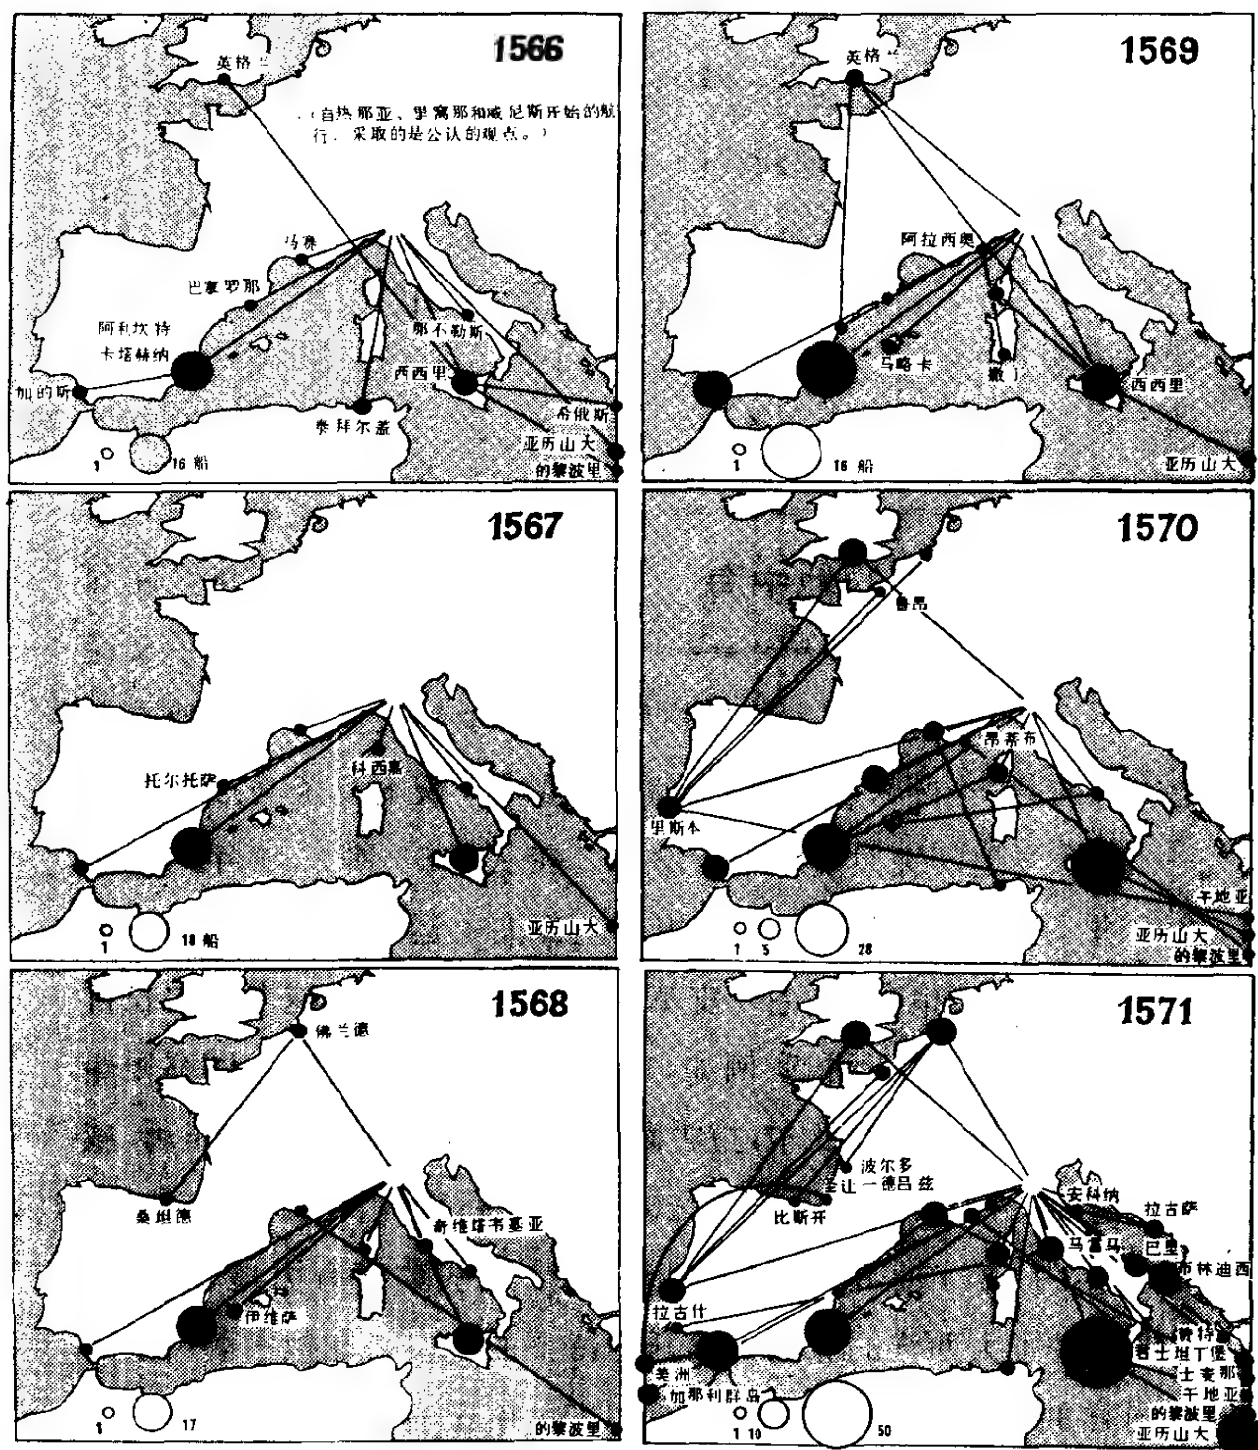 1566
英格兰
(自热那亚、里窝那和威尼斯开始的航
行，采取的是公认的观点。)
马赛
巴塞罗那
阿利坎特
卡塔赫纳
加的斯
那不勒斯
西西里
泰拜尔盖
希俄斯
亚历山大
的黎波里
1
16 船
1569
英格兰
阿拉西奥
马略卡
撒丁
西西里
亚历山大
1
16 船
1567
托尔托萨
科西嘉
亚历山大
1
18 船
1570
鲁昂
昂蒂布
里斯本
干地亚
亚历山大
的黎波里
1
5
28
1568
佛兰德
桑坦德
奇维塔韦基亚
伊维萨
的黎波里
1
17
1571
波尔多
圣让一德吕兹
比斯开
安科纳
拉古萨
马雷马
巴里
布林迪西
拉古什
美洲
加那利群岛
君士坦丁堡
士麦那
干地亚
的黎波里
亚历山大
1
10
50